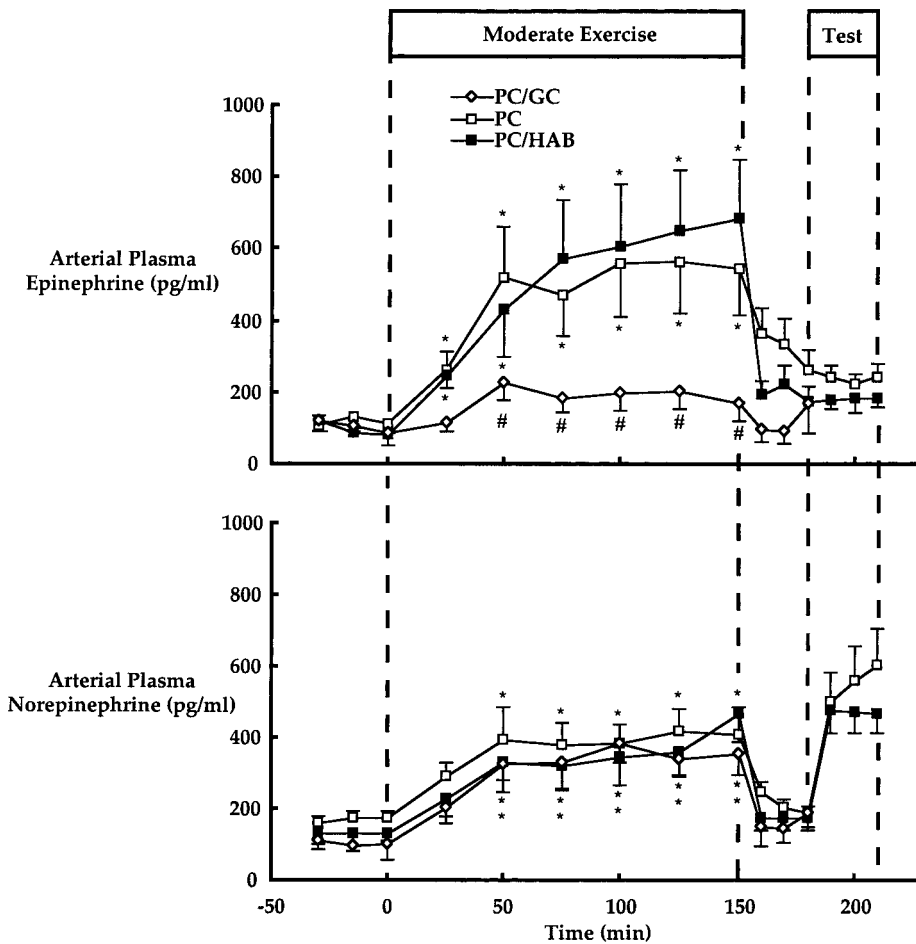 Moderate Exercise
Test
PC/GC
PC
PC/HAB
1000
800
600
400
200
0
Arterial Plasma
Epinephrine (pg/ml)
* * * * * *
* * * * * *
*
# # # # #
1000
800
600
400
200
0
Arterial Plasma
Norepinephrine (pg/ml)
* * * * *
* * * * *
* * * * *
-50 0 50 100 150 200
Time (min)